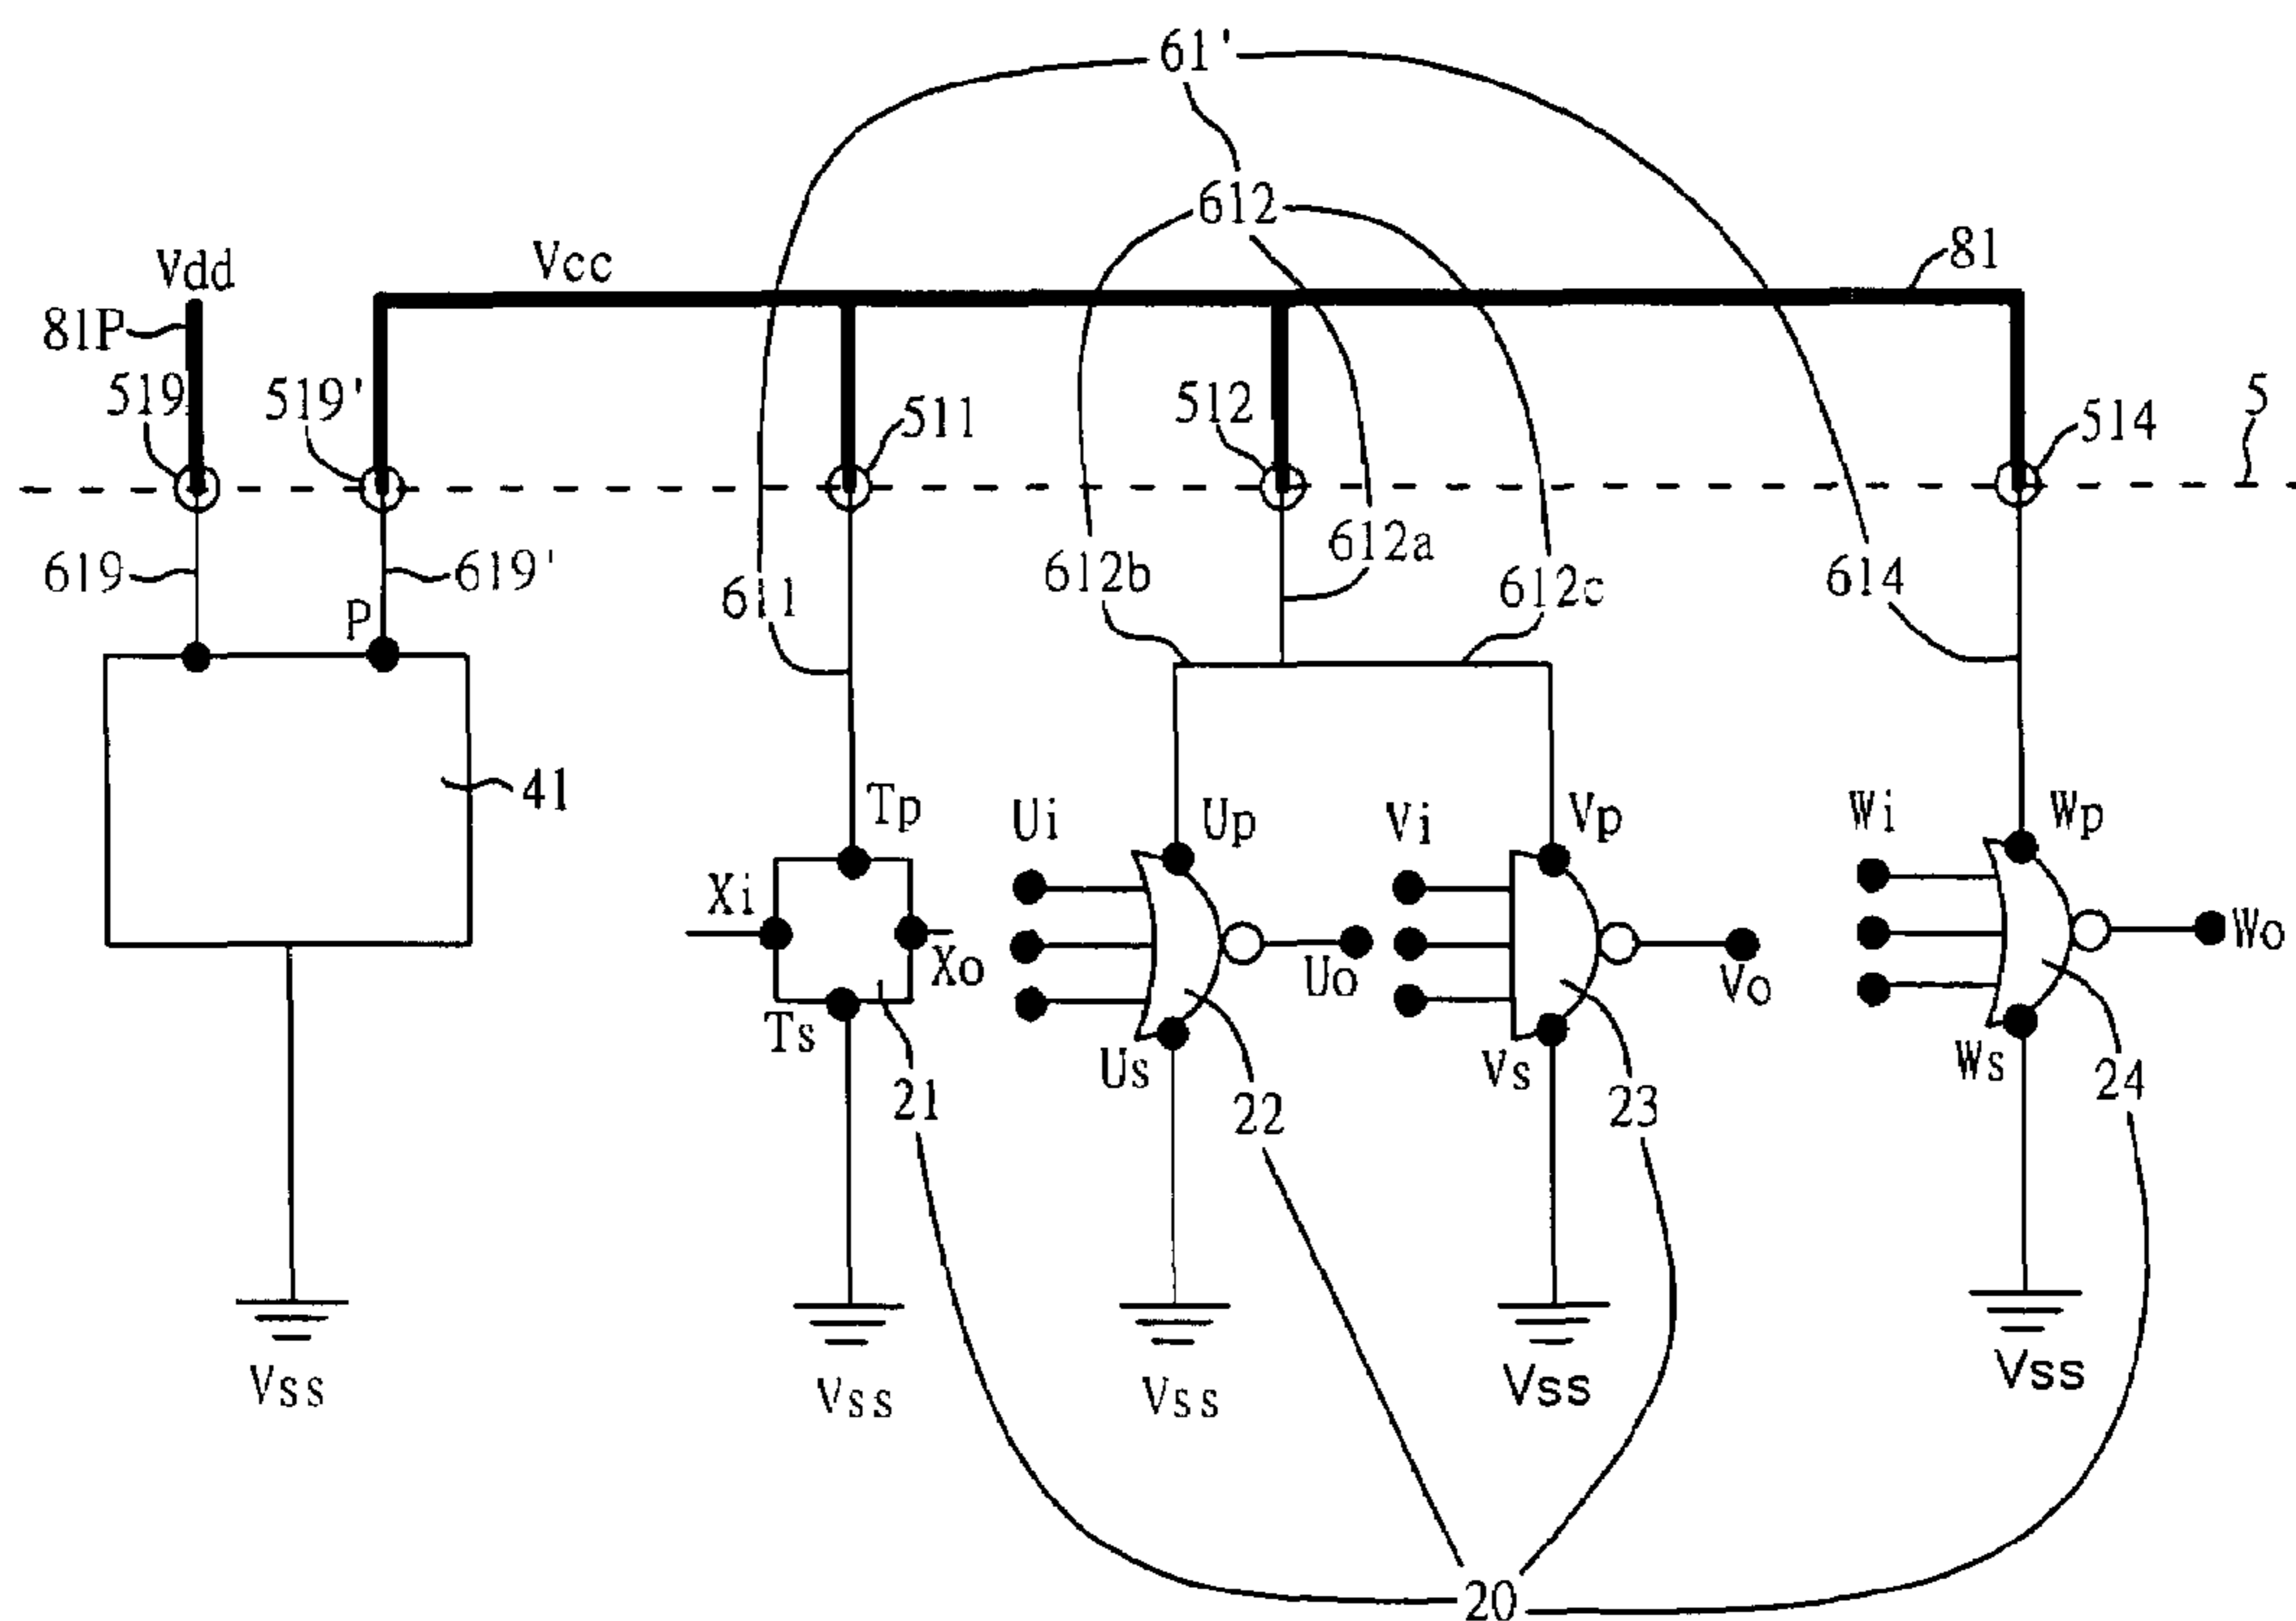 61'
612
Vdd
Vcc
81
81P
519
519'
511
512
514
5
619
619'
P
611
612b
612a
612c
614
41
Tp
Ui
Up
Vi
Vp
Wi
Wp
Xi
Xo
Uo
Vo
Wo
Ts
Us
Vs
Ws
21
22
23
24
Vss
Vss
Vss
Vss
Vss
20